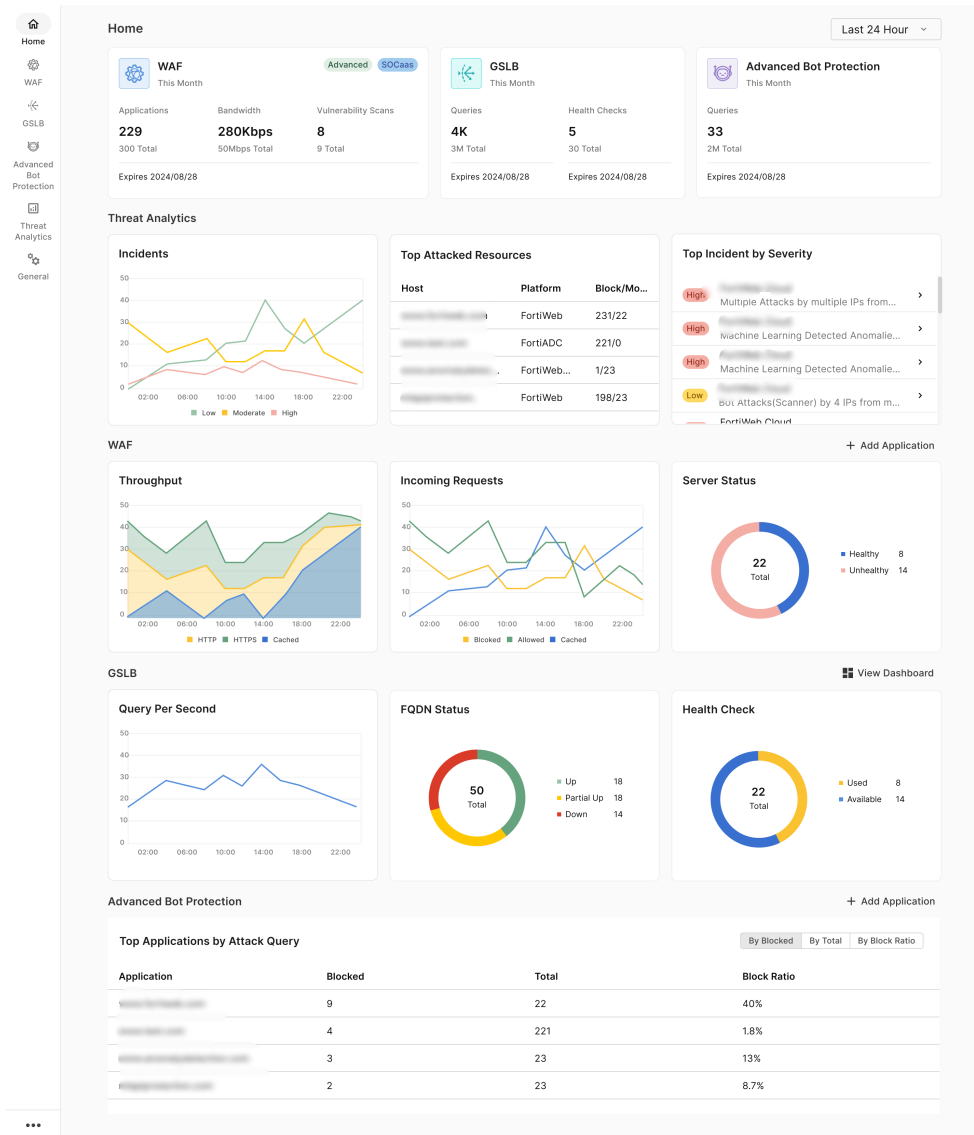 Home
WAF
GSLB
Advanced
Bot
Protection
Threat
Analytics
General
Home
Last 24 Hour
WAF
Advanced
SOCaas
This Month
Applications
Bandwidth
Vulnerability Scans
229
280Kbps
8
300 Total
50Mbps Total
9 Total
Expires 2024/08/28
GSLB
This Month
Queries
Health Checks
4K
5
3M Total
30 Total
Expires 2024/08/28
Expires 2024/08/28
Advanced Bot Protection
This Month
Queries
33
2M Total
Expires 2024/08/28
Threat Analytics
Incidents
50
40
30
20
10
0
02:00 06:00 10:00 14:00 18:00 22:00
Low Moderate High
Top Attacked Resources
Host Platform Block/Mo...
FortiWeb 231/22
FortiADC 221/0
FortiWeb... 1/23
FortiWeb 198/23
Top Incident by Severity
High
Multiple Attacks by multiple IPs from...
High
Machine Learning Detected Anomalie...
High
Machine Learning Detected Anomalie...
Low
Bot Attacks(Scanner) by 4 IPs from m...
FortiWeb Cloud
WAF
+ Add Application
Throughput
50
40
30
20
10
0
02:00 06:00 10:00 14:00 18:00 22:00
HTTP HTTPS Cached
Incoming Requests
50
40
30
20
10
0
02:00 06:00 10:00 14:00 18:00 22:00
Blcoked Allowed Cached
Server Status
22
Total
Healthy 8
Unhealthy 14
GSLB
View Dashboard
Query Per Second
50
40
30
20
10
0
02:00 06:00 10:00 14:00 18:00 22:00
FQDN Status
50
Total
Up 18
Partial Up 18
Down 14
Health Check
22
Total
Used 8
Available 14
Advanced Bot Protection
+ Add Application
Top Applications by Attack Query
By Blocked By Total By Block Ratio
Application Blocked Total Block Ratio
9 22 40%
4 221 1.8%
3 23 13%
2 23 8.7%